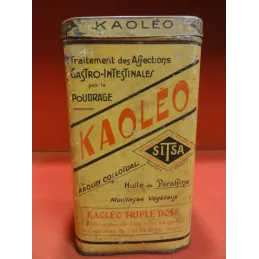 KAOLÉO
Traitement des Affections
GASTRO-INTESTINALES
par le
POUDRAGE
KAOLÉO
SITSA
KAOLIN COLLOÏDAL
Huile de Paraffine
Mucilages Végétaux
KAOLÉO TRIPLE DOSE